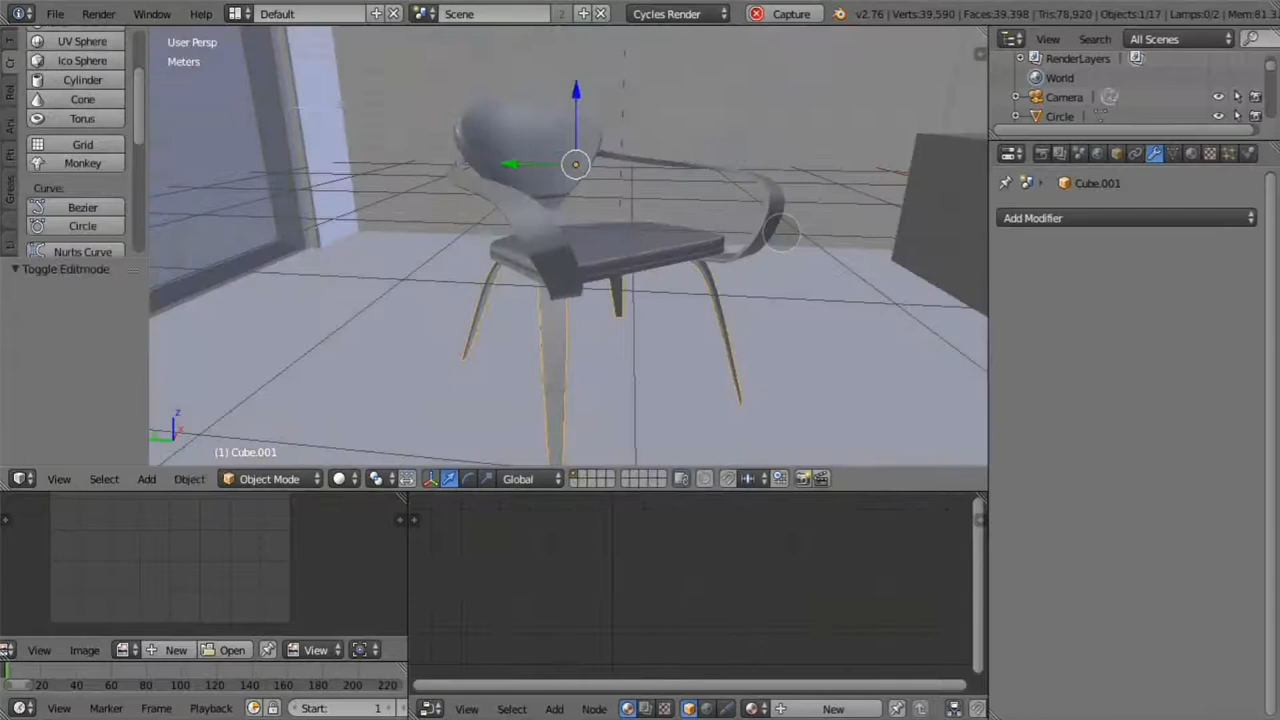 File Render Window Help Default Scene 2 Cycles Render Capture v2.76 | Verts:39,590 | Faces:39,398 | Tris:78,920 | Objects:1/17 | Lamps:0/2 | Mem:81.3
UV Sphere
Ico Sphere
Cylinder
Cone
Torus
Grid
Monkey
Curve:
Bezier
Circle
Nurbs Curve
Toggle Editmode
User Persp
Meters
(1) Cube.001
View Select Add Object Object Mode Global
View Search All Scenes
RenderLayers
World
Camera
Circle
Cube.001
Add Modifier
View Image New Open View
20 40 60 80 100 120 140 160 180 200 220
View Marker Frame Playback Start: 1
View Select Add Node New